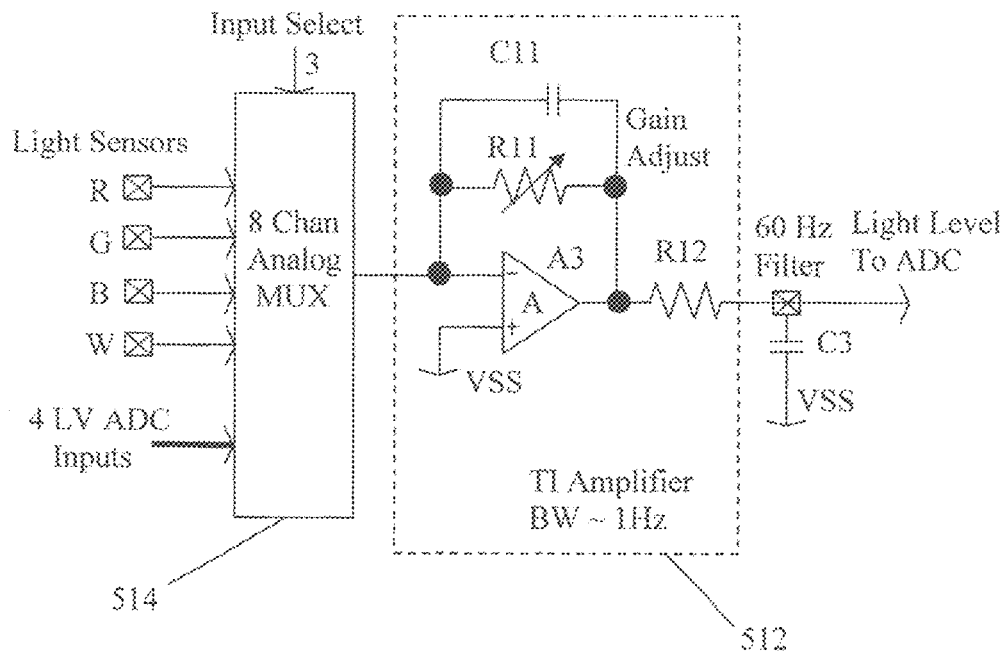 Input Select
3
Light Sensors
R
G
B
W
4 LV ADC
Inputs
8 Chan
Analog
MUX
514
C11
R11
Gain
Adjust
A3
A
-
+
VSS
R12
TI Amplifier
BW ~ 1Hz
512
60 Hz
Filter
Light Level
To ADC
C3
VSS